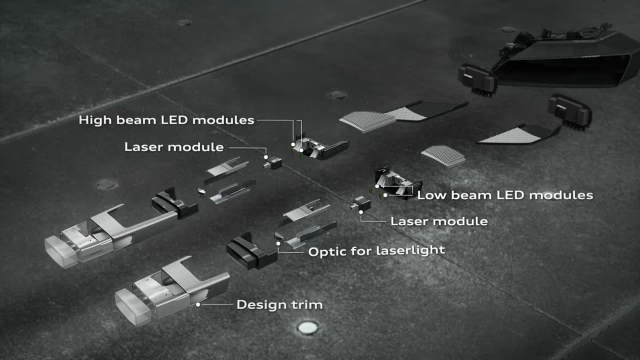 High beam LED modules
Laser module
Low beam LED modules
Laser module
Optic for laserlight
Design trim